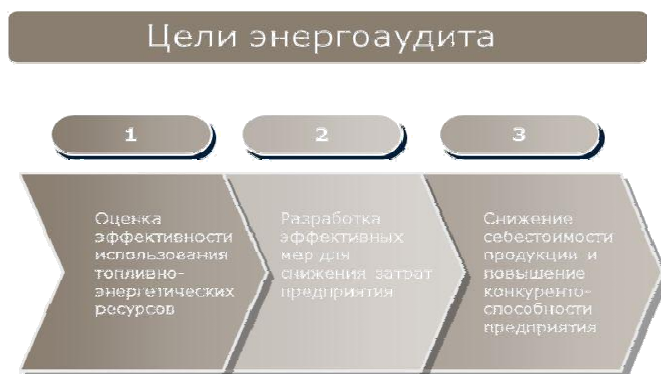 Цели энергоаудита
1
2
3
Оценка
эффективности
использования
топливно-
энергетических
ресурсов
Разработка
эффективных
мер для
снижения затрат
предприятия
Снижение
себестоимости
продукции и
повышение
конкуренто-
способности
предприятия